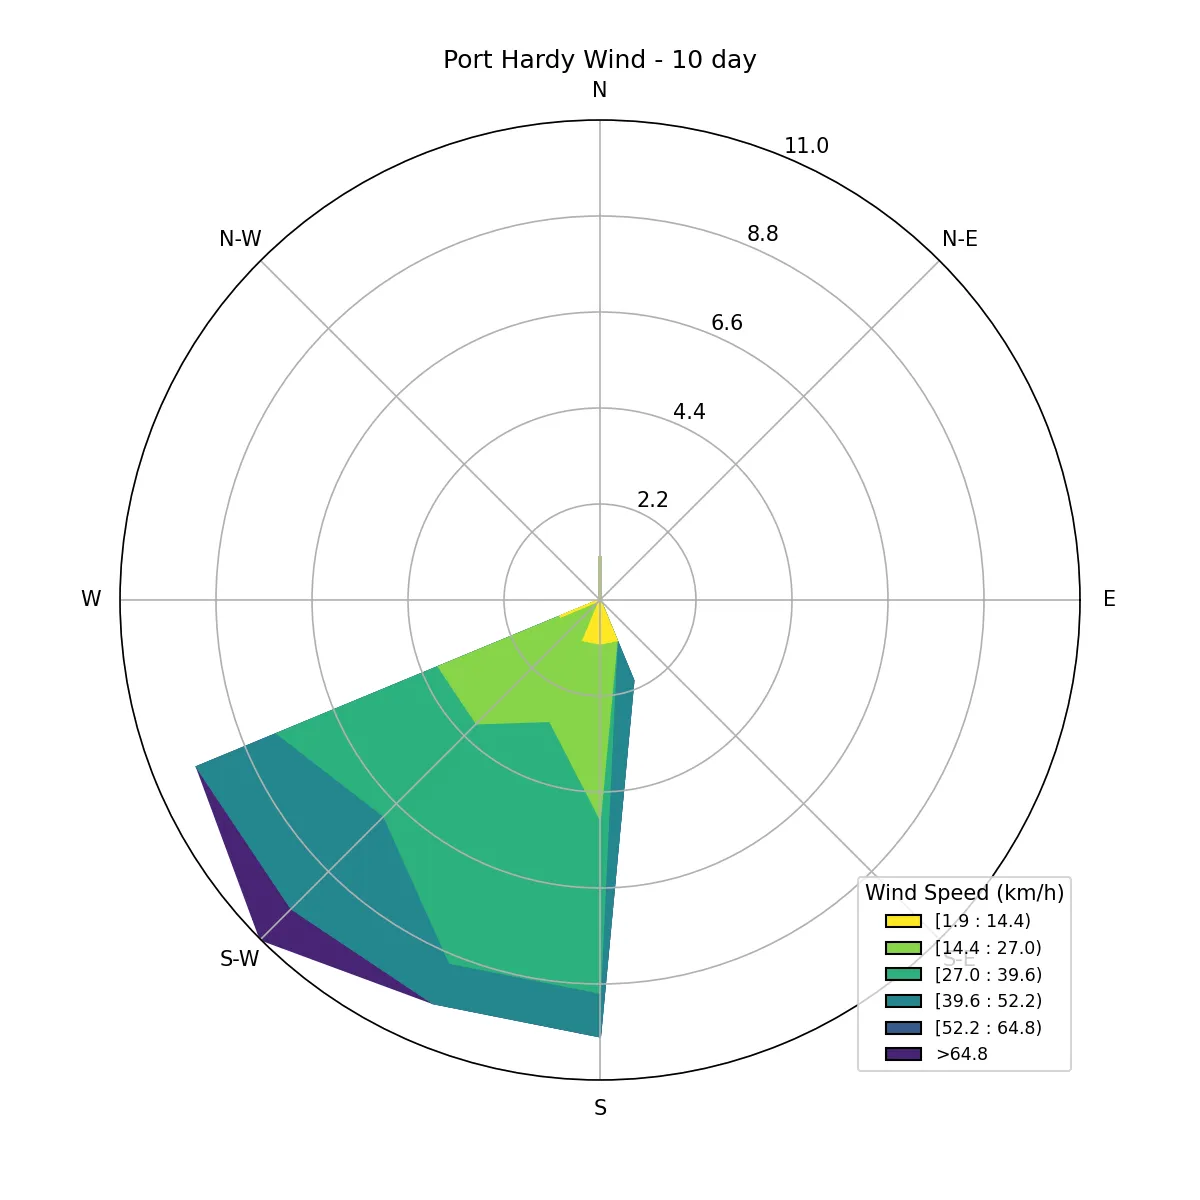 Port Hardy Wind - 10 day
N
11.0
N-W
8.8
N-E
6.6
4.4
2.2
W
E
Wind Speed (km/h)
[1.9 : 14.4)
[14.4 : 27.0)
S-W
S-E
[27.0 : 39.6)
[39.6 : 52.2)
[52.2 : 64.8)
>64.8
S